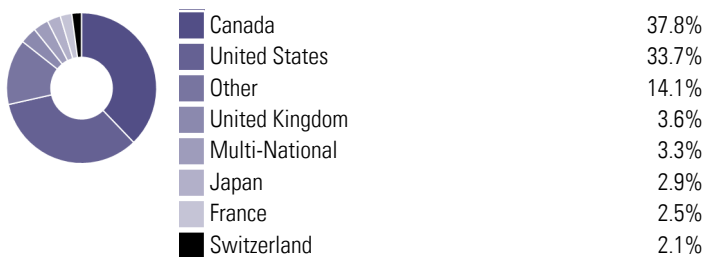 Canada 37.8%
United States 33.7%
Other 14.1%
United Kingdom 3.6%
Multi-National 3.3%
Japan 2.9%
France 2.5%
Switzerland 2.1%